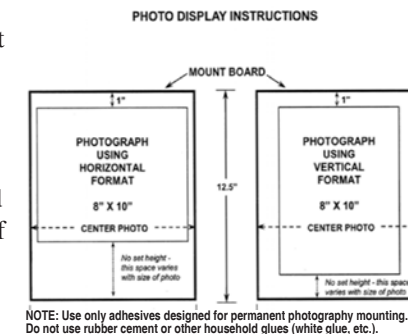 PHOTO DISPLAY INSTRUCTIONS
t
MOUNT BOARD
1"
PHOTOGRAPH
USING
HORIZONTAL
FORMAT
8" X 10"
CENTER PHOTO
No set height -
this space varies
with size of photo
12.5"
1"
PHOTOGRAPH
USING
VERTICAL
FORMAT
8" X 10"
CENTER PHOTO
No set height -
this space
varies with size of photo
l
f
NOTE: Use only adhesives designed for permanent photography mounting.
Do not use rubber cement or other household glues (white glue, etc.).